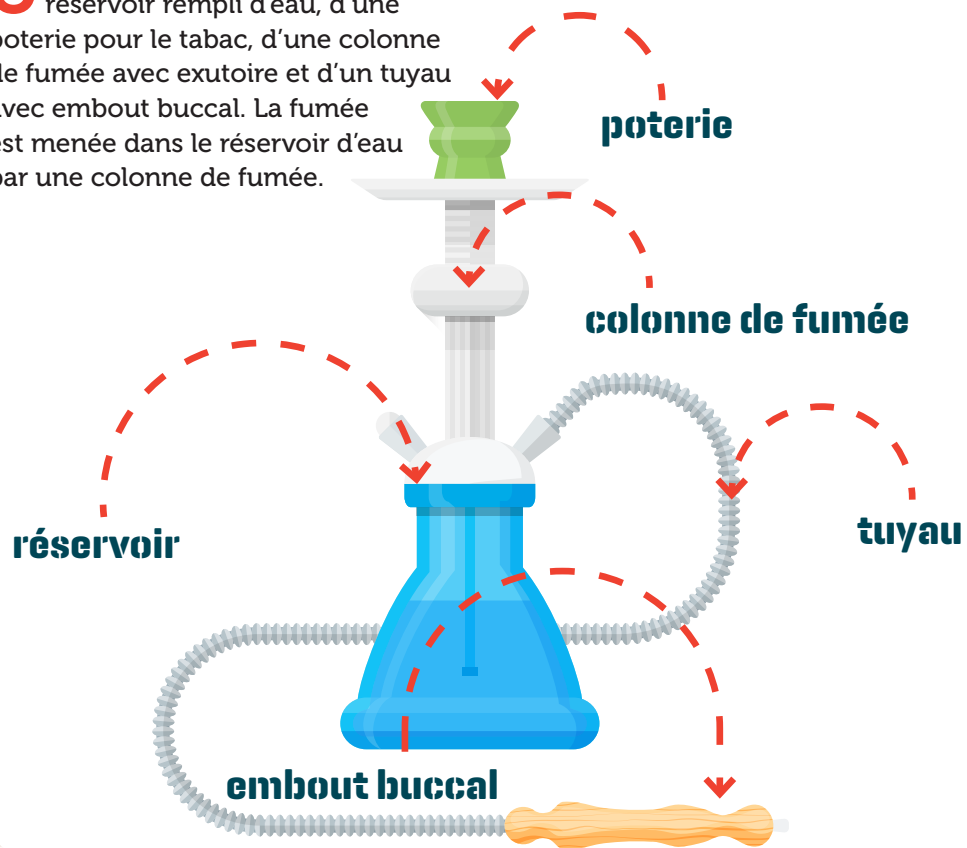 réservoir rempli d'eau, d'une
poterie pour le tabac, d'une colonne
de fumée avec exutoire et d'un tuyau
avec embout buccal. La fumée
est menée dans le réservoir d'eau
par une colonne de fumée.
poterie
colonne de fumée
réservoir
tuyau
embout buccal